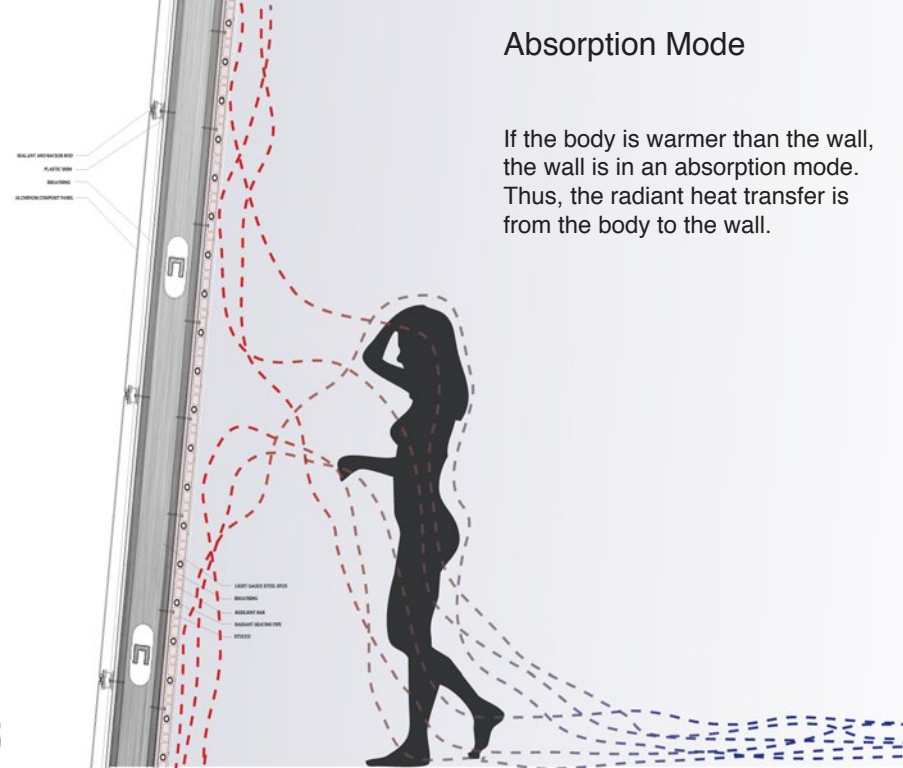 Absorption Mode
If the body is warmer than the wall,
the wall is in an absorption mode.
Thus, the radiant heat transfer is
from the body to the wall.
SEALANT AND BACKER ROD
PLASTIC SHIM
SHEATHING
ALUMINUM COMPOSIT PANEL
LIGHT GAUGE STEEL STUD
SHEATHING
RESILIENT BAR
RADIANT HEATING PIPE
STUCCO